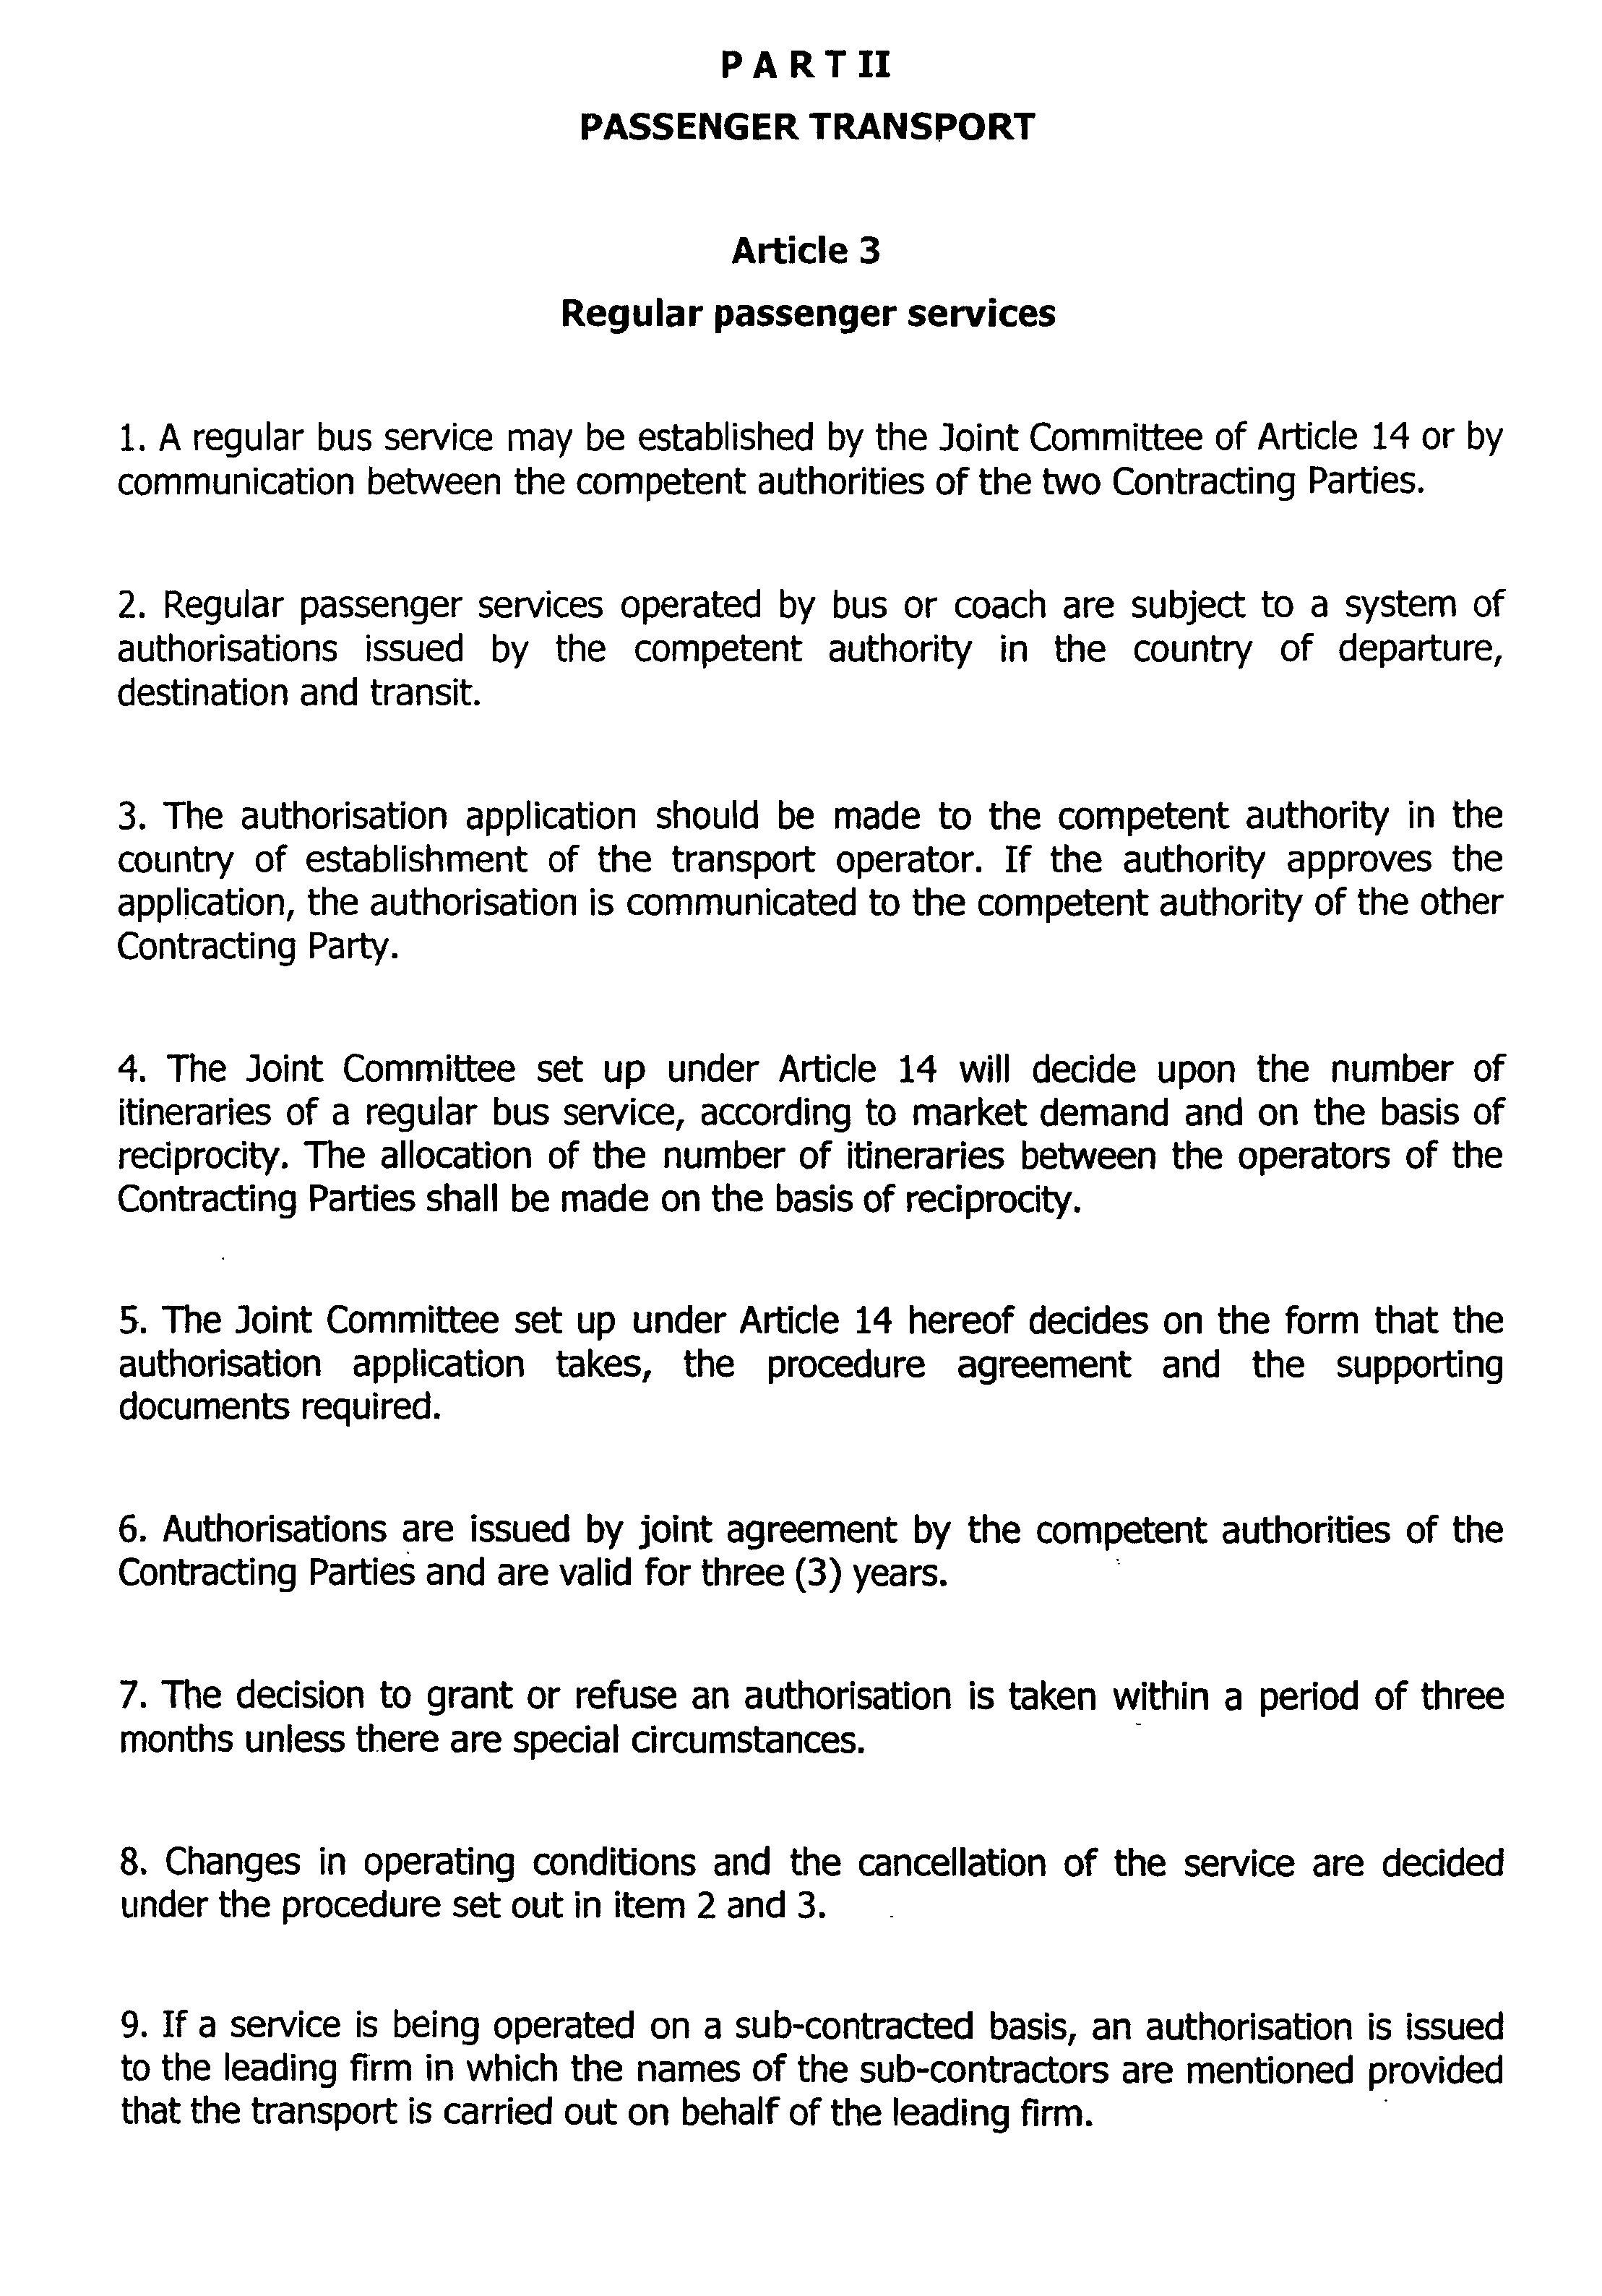 P A R T II
PASSENGER TRANSPORT
Article 3
Regular passenger services
1. A regular bus service may be established by the Joint Committee of Article 14 or by
communication between the competent authorities of the two Contracting Parties.
2. Regular passenger services operated by bus or coach are subject to a system of
authorisations issued by the competent authority in the country of departure,
destination and transit.
3. The authorisation application should be made to the competent authority in the
country of establishment of the transport operator. If the authority approves the
application, the authorisation is communicated to the competent authority of the other
Contracting Party.
4. The Joint Committee set up under Article 14 will decide upon the number of
itineraries of a regular bus service, according to market demand and on the basis of
reciprocity. The allocation of the number of itineraries between the operators of the
Contracting Parties shall be made on the basis of reciprocity.
5. The Joint Committee set up under Article 14 hereof decides on the form that the
authorisation application takes, the procedure agreement and the supporting
documents required.
6. Authorisations are issued by joint agreement by the competent authorities of the
Contracting Parties and are valid for three (3) years.
7. The decision to grant or refuse an authorisation is taken within a period of three
months unless there are special circumstances.
8. Changes in operating conditions and the cancellation of the service are decided
under the procedure set out in item 2 and 3.
9. If a service is being operated on a sub-contracted basis, an authorisation is issued
to the leading firm in which the names of the sub-contractors are mentioned provided
that the transport is carried out on behalf of the leading firm.